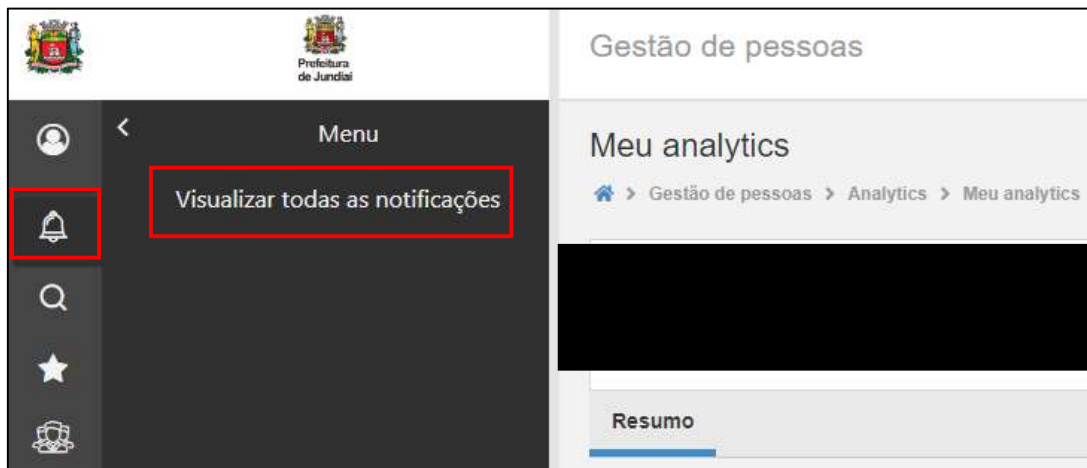 Prefeitura
de Jundiaí
Gestão de pessoas
Menu
Visualizar todas as notificações
Meu analytics
Gestão de pessoas > Analytics > Meu analytics
Resumo